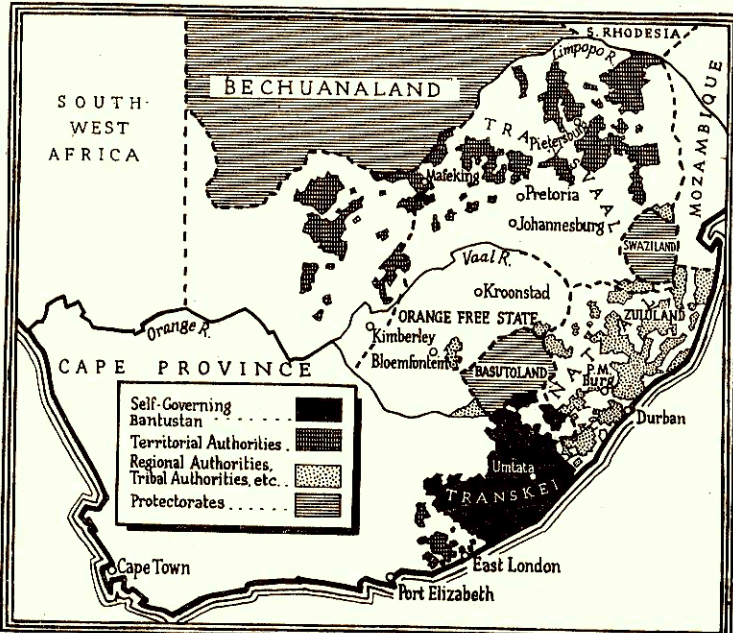 S. RHODESIA
Limpopo R.
BECHUANALAND
SOUTH-
WEST
AFRICA
MOZAMBIQUE
TRANSVAAL
Pietersburg
Mafeking
Pretoria
Johannesburg
SWAZILAND
Vaal R.
Kroonstad
ORANGE FREE STATE
ZULULAND
NATAL
Orange R.
Kimberley
Bloemfontein
BASUTOLAND
P.M.
Burg
Durban
CAPE PROVINCE
Self-Governing
Bantustan
Territorial Authorities
Regional Authorities,
Tribal Authorities, etc.
Protectorates
Umtata
TRANSKEI
Cape Town
East London
Port Elizabeth